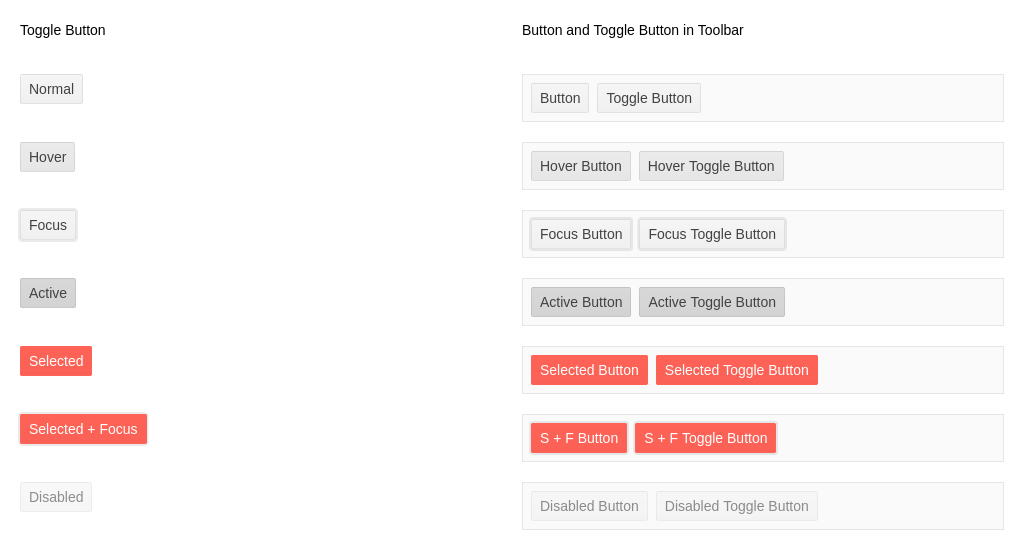 Toggle Button
Normal
Hover
Focus
Active
Selected
Selected + Focus
Disabled
Button and Toggle Button in Toolbar
Button Toggle Button
Hover Button Hover Toggle Button
Focus Button Focus Toggle Button
Active Button Active Toggle Button
Selected Button Selected Toggle Button
S + F Button S + F Toggle Button
Disabled Button Disabled Toggle Button